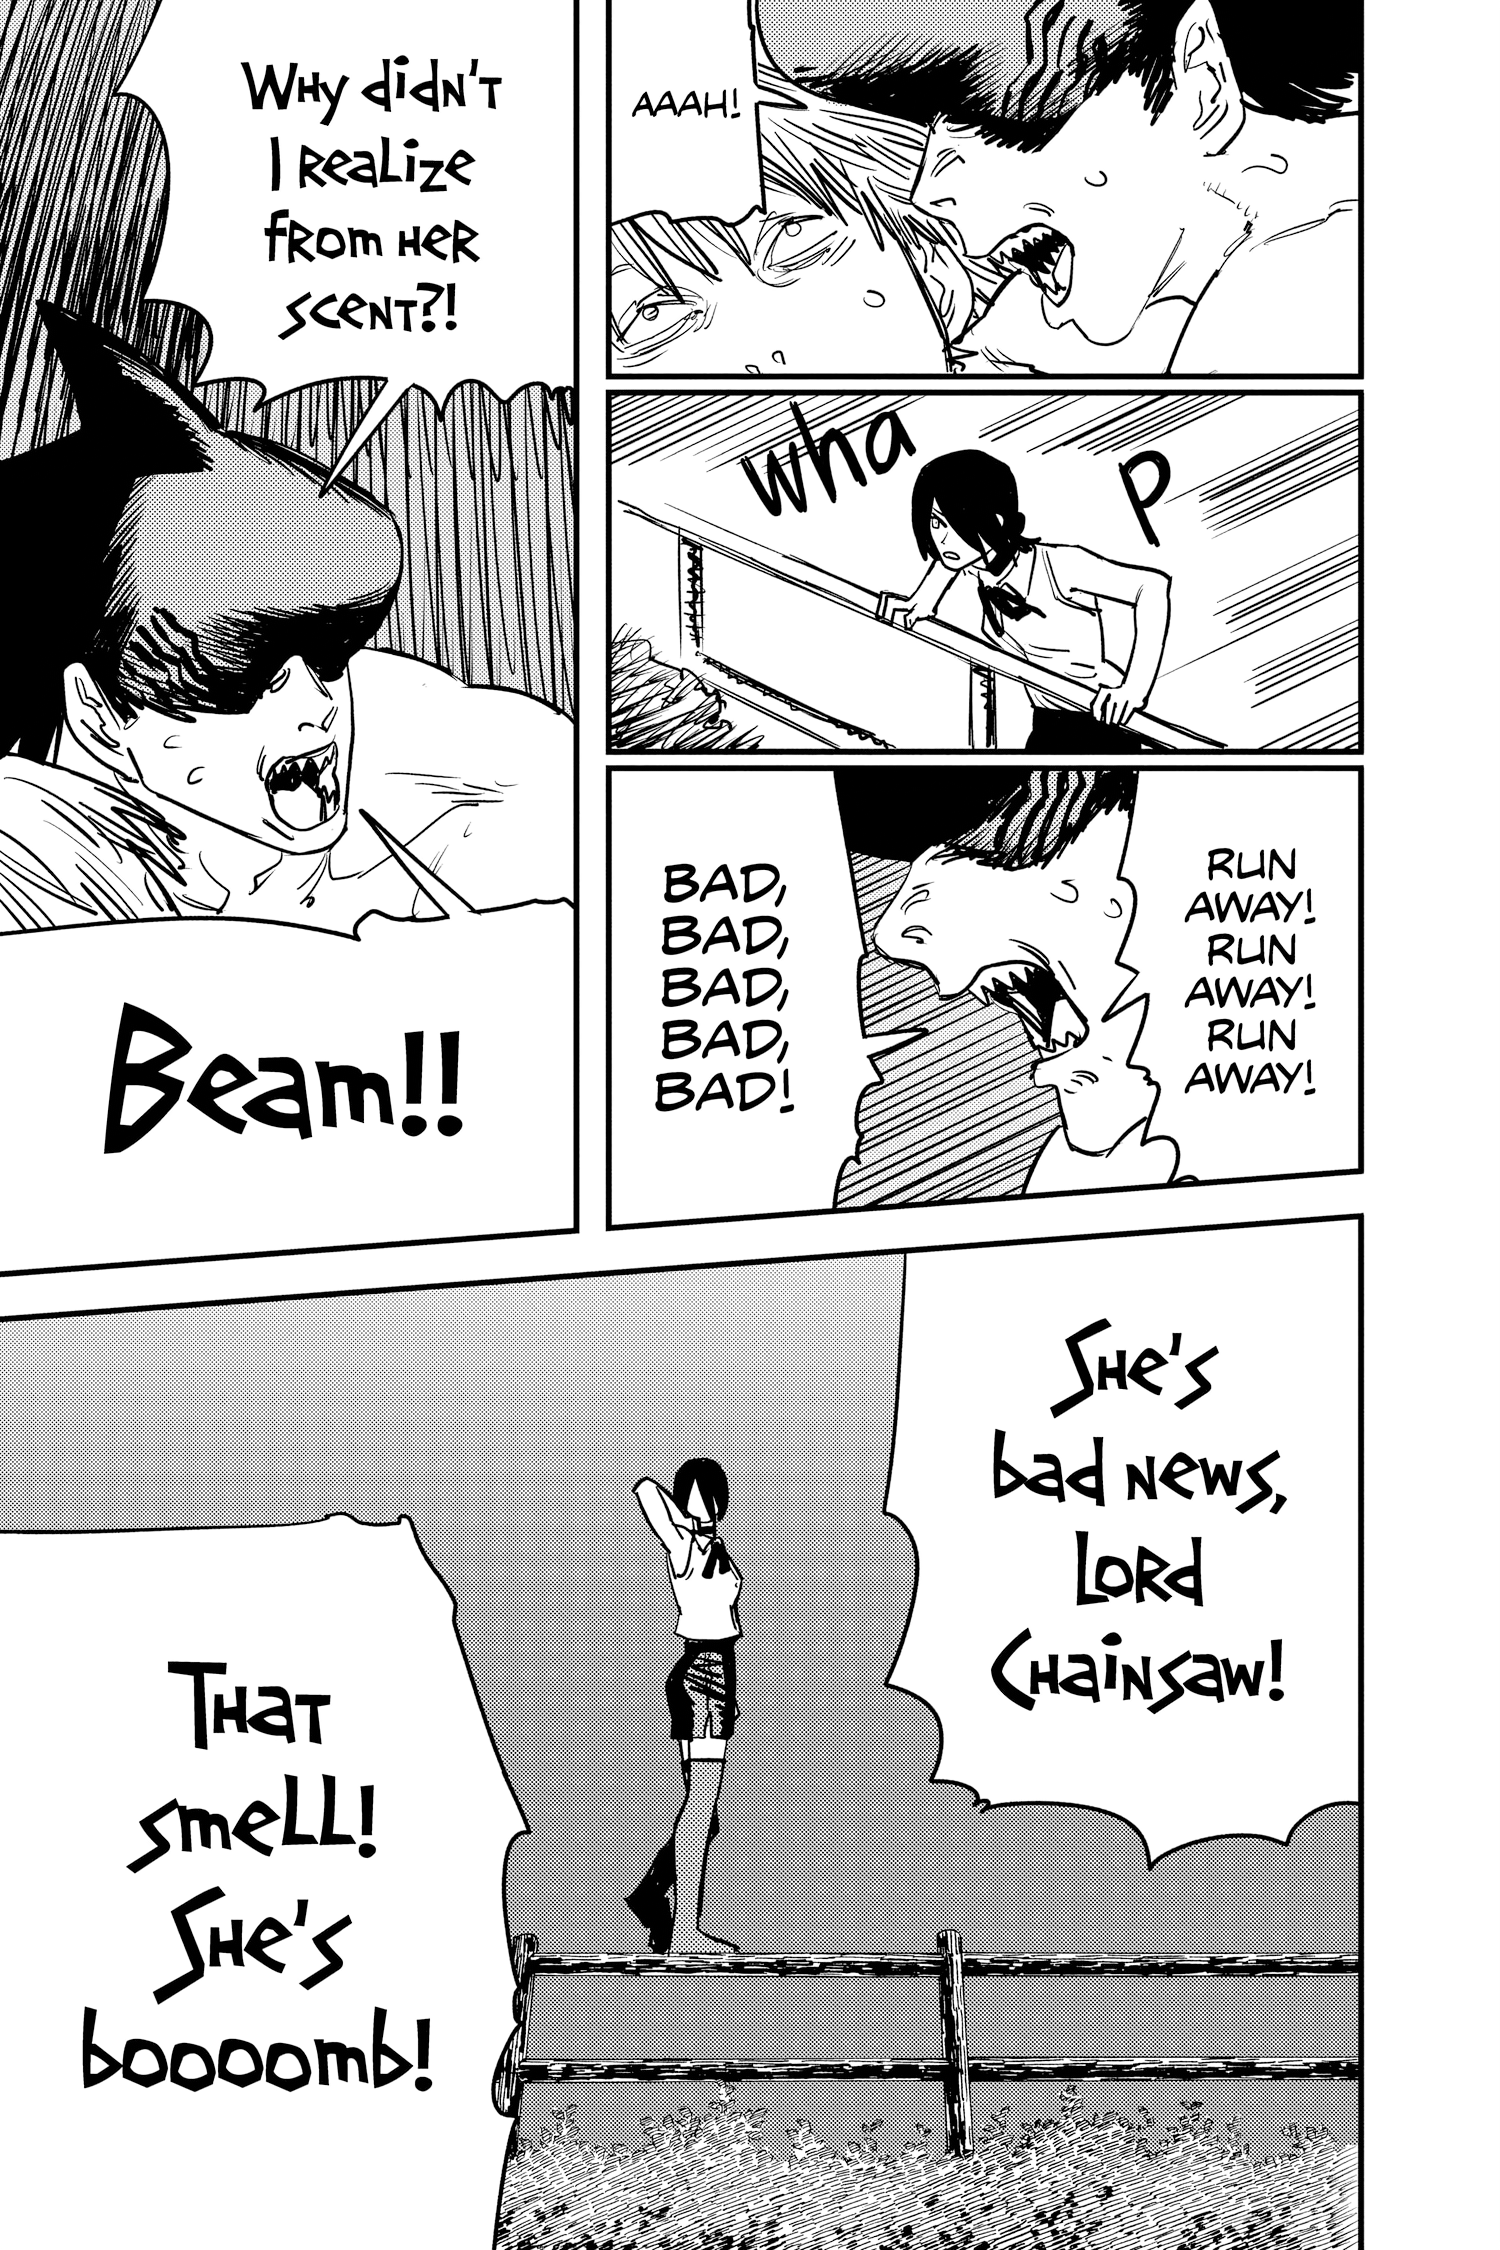 AAAH!
wha
P
RUN
AWAY!
RUN
AWAY!
RUN
AWAY!
BAD,
BAD,
BAD,
BAD,
BAD!
Why didn't
I realize
from her
scent?!
Beam!!
She's
bad news,
Lord
Chainsaw!
That
smell!
She's
boooomb!